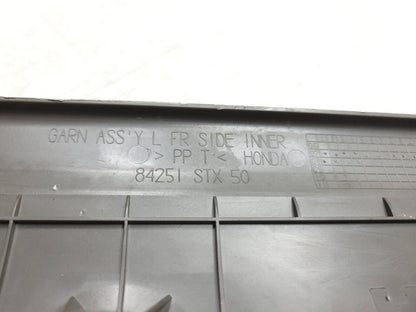 GARN ASS'Y L FR SIDE INNER
>PP T< HONDA
84251 STX 50